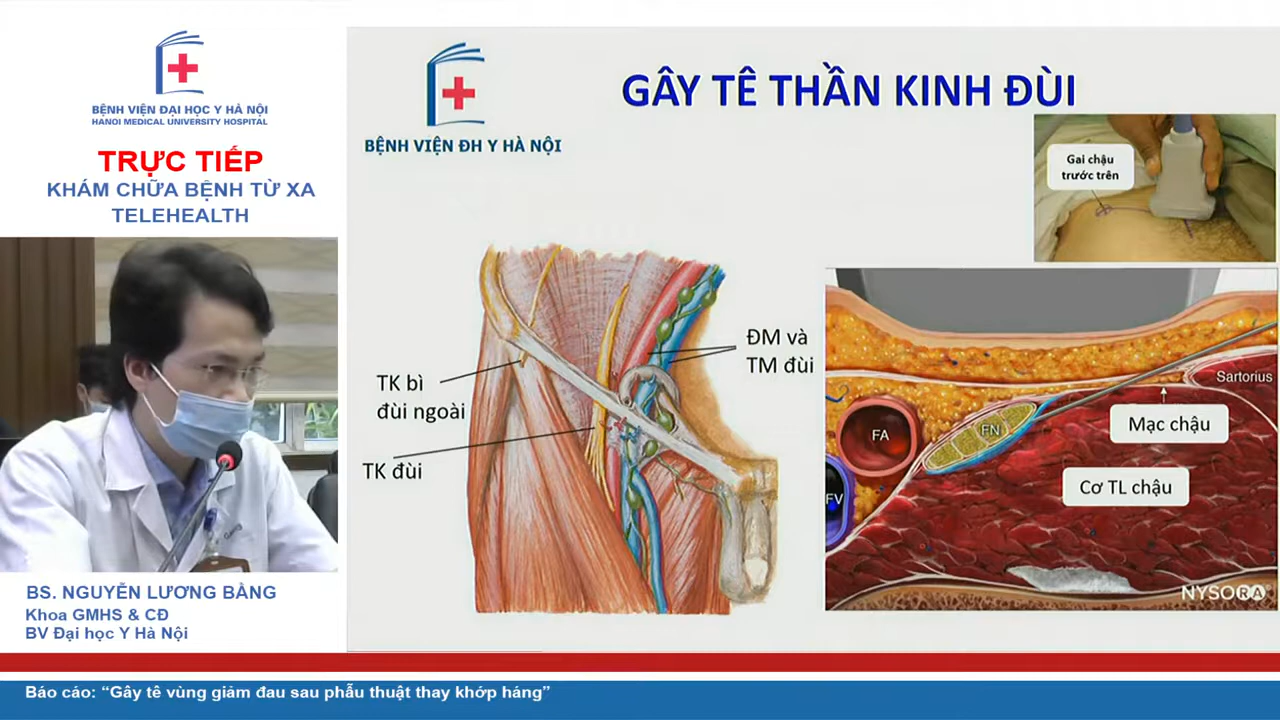 BỆNH VIỆN ĐẠI HỌC Y HÀ NỘI
HANOI MEDICAL UNIVERSITY HOSPITAL
TRỰC TIẾP
KHÁM CHỮA BỆNH TỪ XA
TELEHEALTH
BS. NGUYỄN LƯƠNG BẰNG
Khoa GMHS & CĐ
BV Đại học Y Hà Nội
BỆNH VIỆN ĐH Y HÀ NỘI
GÂY TÊ THẦN KINH ĐÙI
Gai chậu
trước trên
ĐM và
TM đùi
TK bì
đùi ngoài
TK đùi
Sartorius
FA
FN
Mạc chậu
FV
Cơ TL chậu
NYSORA
Báo cáo: “Gây tê vùng giảm đau sau phẫu thuật thay khớp háng”